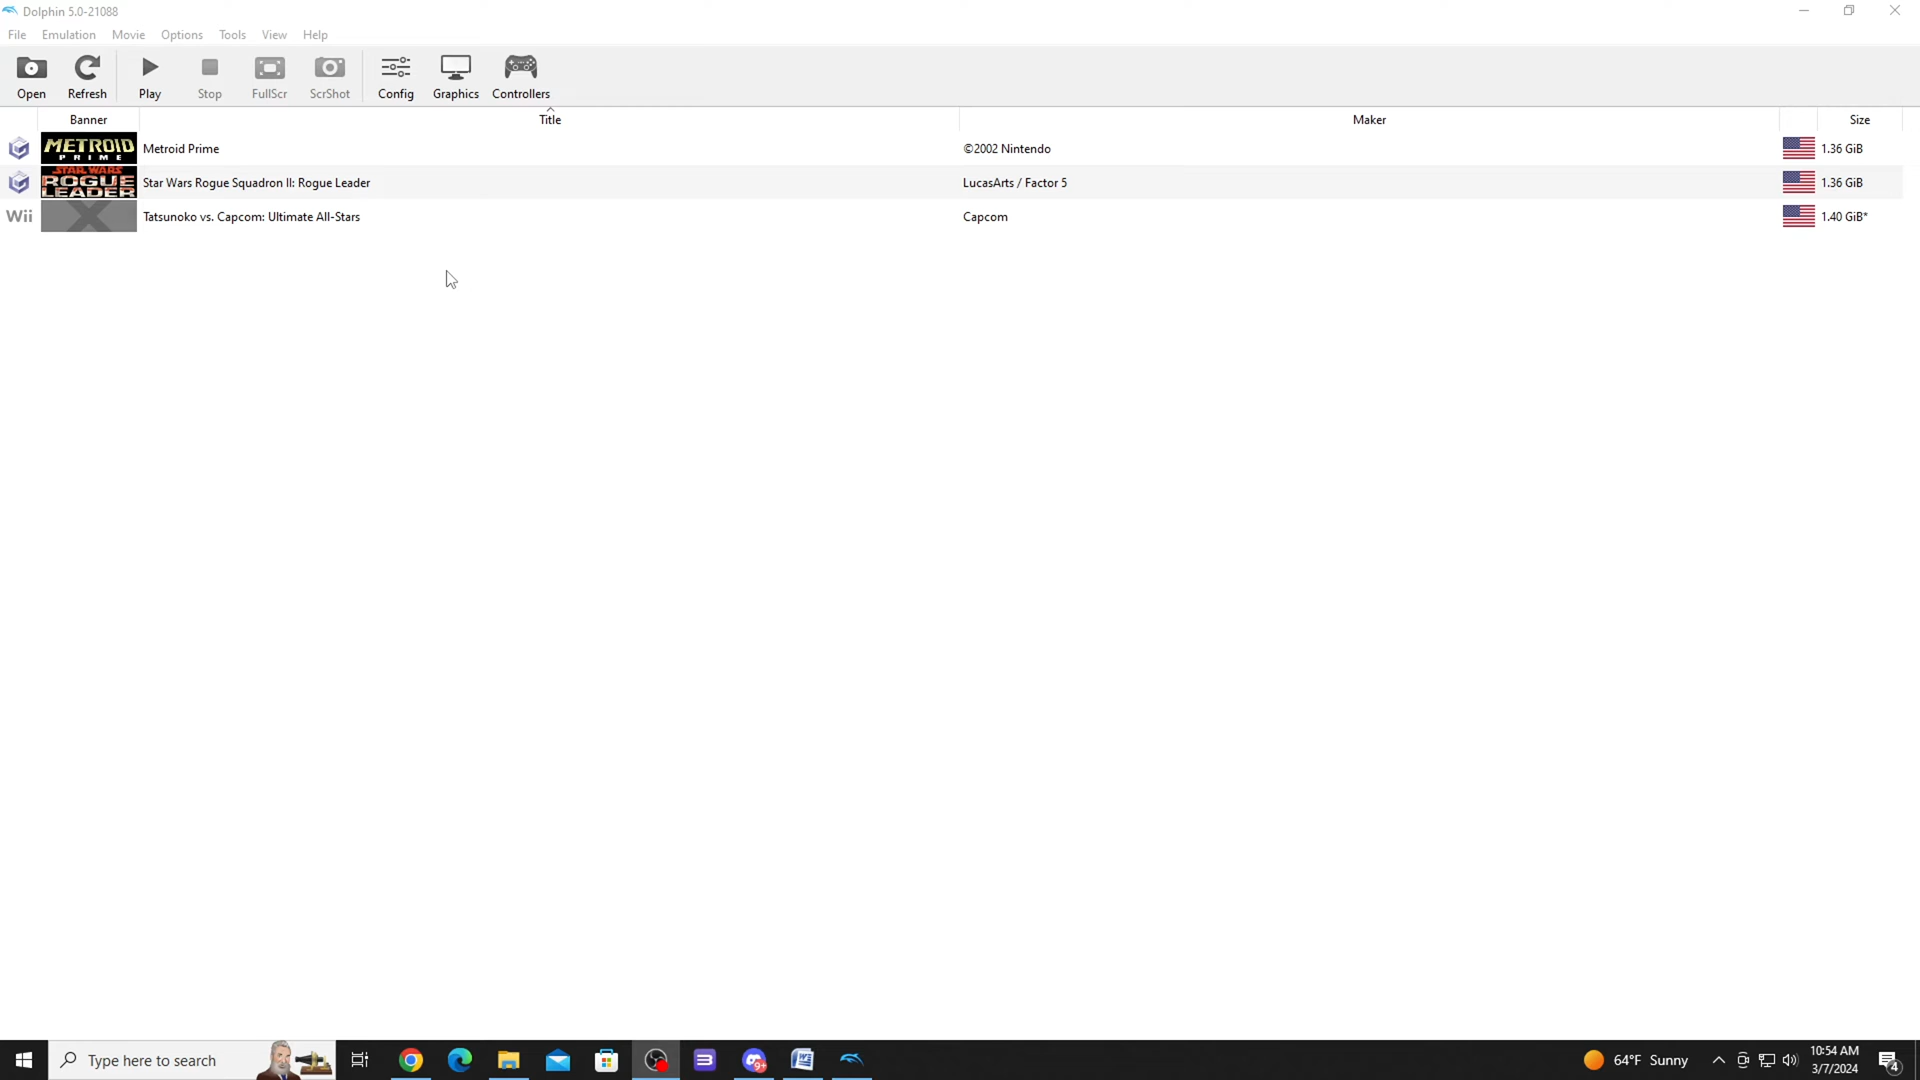 Dolphin 5.0-21088
File Emulation Movie Options Tools View Help
Open Refresh Play Stop FullScr ScrShot Config Graphics Controllers
Banner Title Maker Size
METROID PRIME Metroid Prime ©2002 Nintendo 1.36 GiB
STAR WARS ROGUE LEADER Star Wars Rogue Squadron II: Rogue Leader LucasArts / Factor 5 1.36 GiB
Wii Tatsunoko vs. Capcom: Ultimate All-Stars Capcom 1.40 GiB*
Type here to search 9+ 64°F Sunny 10:54 AM 4
3/7/2024